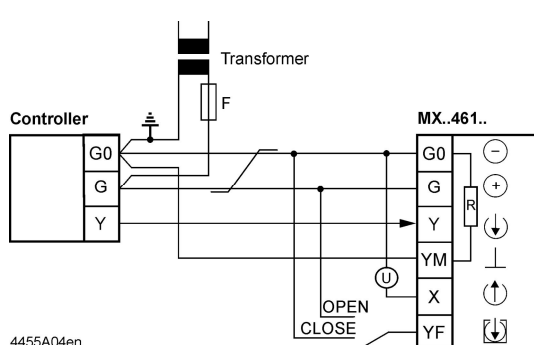 Transformer
F
Controller
MX..461..
G0
G0
G
G
R
Y
Y
YM
U
X
OPEN
CLOSE
YF
4455A04en